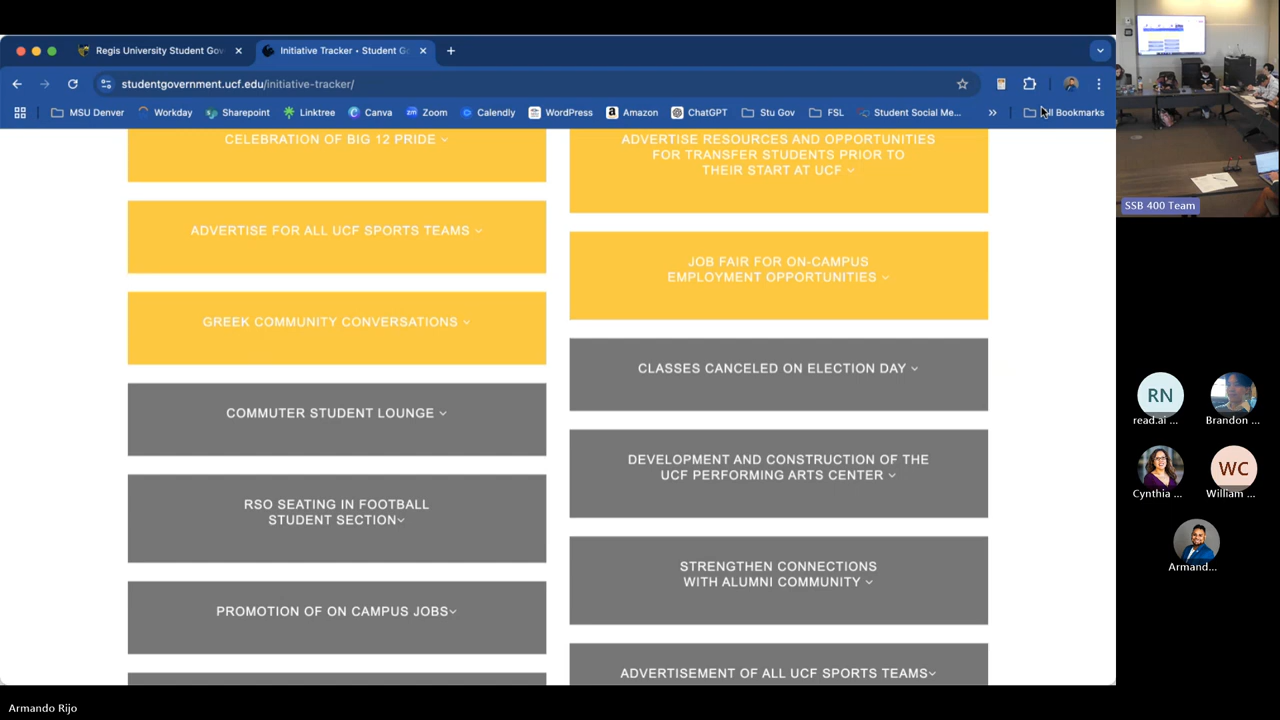 Regis University Student Gov
Initiative Tracker • Student Go
studentgovernment.ucf.edu/initiative-tracker/
MSU Denver
Workday
Sharepoint
Linktree
Canva
Zoom
Calendly
WordPress
Amazon
ChatGPT
Stu Gov
FSL
Student Social Me...
»
All Bookmarks
CELEBRATION OF BIG 12 PRIDE
ADVERTISE FOR ALL UCF SPORTS TEAMS
GREEK COMMUNITY CONVERSATIONS
COMMUTER STUDENT LOUNGE
RSO SEATING IN FOOTBALL
STUDENT SECTION
PROMOTION OF ON CAMPUS JOBS
ADVERTISE RESOURCES AND OPPORTUNITIES
FOR TRANSFER STUDENTS PRIOR TO
THEIR START AT UCF
JOB FAIR FOR ON-CAMPUS
EMPLOYMENT OPPORTUNITIES
CLASSES CANCELED ON ELECTION DAY
DEVELOPMENT AND CONSTRUCTION OF THE
UCF PERFORMING ARTS CENTER
STRENGTHEN CONNECTIONS
WITH ALUMNI COMMUNITY
ADVERTISEMENT OF ALL UCF SPORTS TEAMS
SSB 400 Team
RN
read.ai ...
Brandon ...
Cynthia ...
WC
William ...
Armand...
Armando Rijo